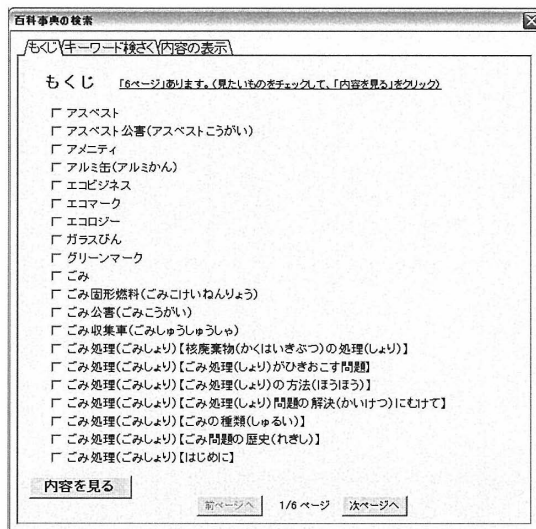 百科事典の検索
もくじ キーワード検さく 内容の表示
もくじ 「6ページ」あります。(見たいものをチェックして、「内容を見る」をクリック)
アスベスト
アスベスト公害(アスベストこうがい)
アメニティ
アルミ缶(アルミかん)
エコビジネス
エコマーク
エコロジー
ガラスびん
グリーンマーク
ごみ
ごみ固形燃料(ごみこけいねんりょう)
ごみ公害(ごみこうがい)
ごみ収集車(ごみしゅうしゅうしゃ)
ごみ処理(ごみしょり)【核廃棄物(かくはいきぶつ)の処理(しょり)】
ごみ処理(ごみしょり)【ごみ処理(しょり)がひきおこす問題】
ごみ処理(ごみしょり)【ごみ処理(しょり)の方法(ほうほう)】
ごみ処理(ごみしょり)【ごみ処理(しょり)問題の解決(かいけつ)にむけて】
ごみ処理(ごみしょり)【ごみの種類(しゅるい)】
ごみ処理(ごみしょり)【ごみ問題の歴史(れきし)】
ごみ処理(ごみしょり)【はじめに】
内容を見る
前ページへ 1/6 ページ 次ページへ